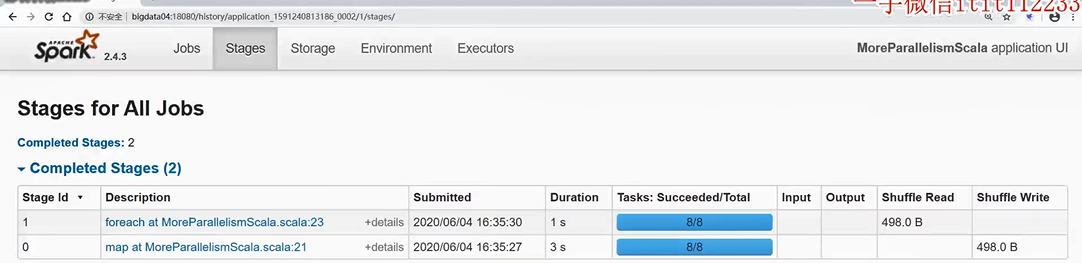 一手微信itit112233
不安全 | bigdata04:18080/history/application_1591240813186_0002/1/stages/
APACHE Spark 2.4.3 Jobs Stages Storage Environment Executors MoreParallelismScala application UI
Stages for All Jobs
Completed Stages: 2
Completed Stages (2)
Stage Id Description Submitted Duration Tasks: Succeeded/Total Input Output Shuffle Read Shuffle Write
1 foreach at MoreParallelismScala.scala:23 +details 2020/06/04 16:35:30 1 s 8/8 498.0 B
0 map at MoreParallelismScala.scala:21 +details 2020/06/04 16:35:27 3 s 8/8 498.0 B